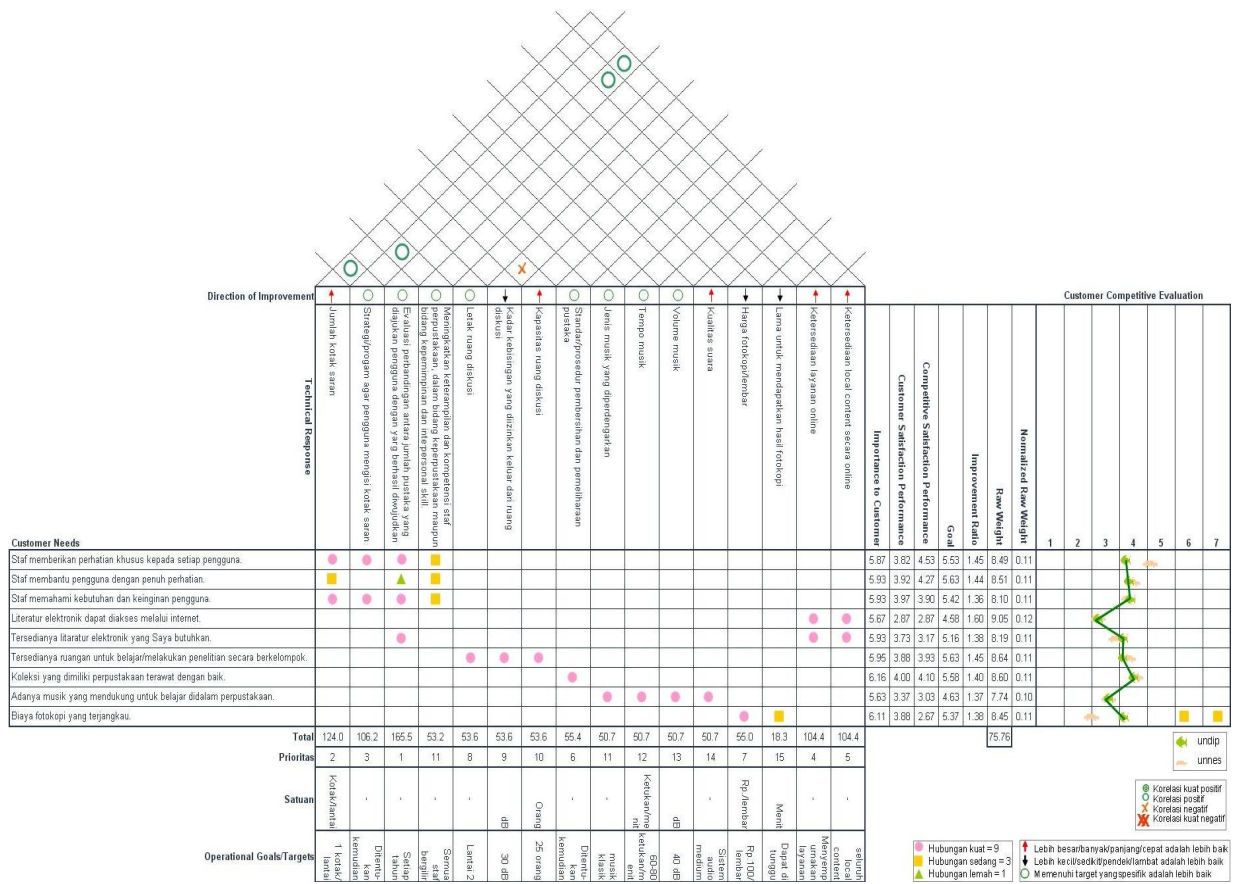 Direction of Improvement
Technical Response
Jumlah kotak saran
Strategi/progam agar pengguna mengisi kotak saran
Evaluasi perbandingan antara jumlah pustaka yang
diajukan pengguna dengan yang berhasil diwujudkan
Meningkatkan keterampilan dan kompetensi staf
perpustakaan, dalam bidang keperpustakaan maupun
bidang kepemimpinan dan interpersonal skill.
Letak ruang diskusi
Kadar kebisingan yang diizinkan keluar dari ruang
diskusi
Kapasitas ruang diskusi
Standar/prosedur pembersihan dan pemeliharaan
pustaka
Jenis musik yang diperdengarkan
Tempo musik
Volume musik
Kualitas suara
Harga fotokopi/lembar
Lama untuk mendapatkan hasil fotokopi
Ketersediaan layanan online
Ketersediaan local content secara online
Importance to Customer
Customer Satisfaction Performance
Competitive Satisfaction Performance
Goal
Improvement Ratio
Raw Weight
Normalized Raw Weight
Customer Competitive Evaluation
1 2 3 4 5 6 7
Customer Needs
Staf memberikan perhatian khusus kepada setiap pengguna. 5.87 3.82 4.53 5.53 1.45 8.49 0.11
Staf membantu pengguna dengan penuh perhatian. 5.93 3.92 4.27 5.63 1.44 8.51 0.11
Staf memahami kebutuhan dan keinginan pengguna. 5.93 3.97 3.90 5.42 1.36 8.10 0.11
Literatur elektronik dapat diakses melalui internet. 5.67 2.87 2.87 4.58 1.60 9.05 0.12
Tersedianya litaratur elektronik yang Saya butuhkan. 5.93 3.73 3.17 5.16 1.38 8.19 0.11
Tersedianya ruangan untuk belajar/melakukan penelitian secara berkelompok. 5.95 3.88 3.93 5.63 1.45 8.64 0.11
Koleksi yang dimiliki perpustakaan terawat dengan baik. 6.16 4.00 4.10 5.58 1.40 8.60 0.11
Adanya musik yang mendukung untuk belajar didalam perpustakaan. 5.63 3.37 3.03 4.63 1.37 7.74 0.10
Biaya fotokopi yang terjangkau. 6.11 3.88 2.67 5.37 1.38 8.45 0.11
Total 124.0 106.2 165.5 53.2 53.6 53.6 53.6 55.4 50.7 50.7 50.7 50.7 55.0 18.3 104.4 104.4 75.76
Prioritas 2 3 1 11 8 9 10 6 11 12 13 14 7 15 4 5
Satuan
Kotak/lantai
-
-
-
-
dB
Orang
-
-
Ketukan/me
nit
dB
-
Rp./lembar
Menit
-
-
Operational Goals/Targets
1 kotak/
lantai
Ditentu-
kan
kemudian
Setiap
tahun
Semua
staf
bergilir
Lantai 2
30 dB
25 orang
Ditentu-
kan
kemudian
musik
klasik
60-80
ketukan/m
enit
40 dB
Sistem
audio
medium
Rp.100/
lembar
Dapat di
tunggu
Menyemp
urnakan
content
seluruh
local
content
undip
unnes
Korelasi kuat positif
Korelasi positif
Korelasi negatif
Korelasi kuat negatif
Hubungan kuat = 9
Hubungan sedang = 3
Hubungan lemah = 1
Lebih besar/banyak/panjang/cepat adalah lebih baik
Lebih kecil/sedikit/pendek/lambat adalah lebih baik
Memenuhi target yang spesifik adalah lebih baik